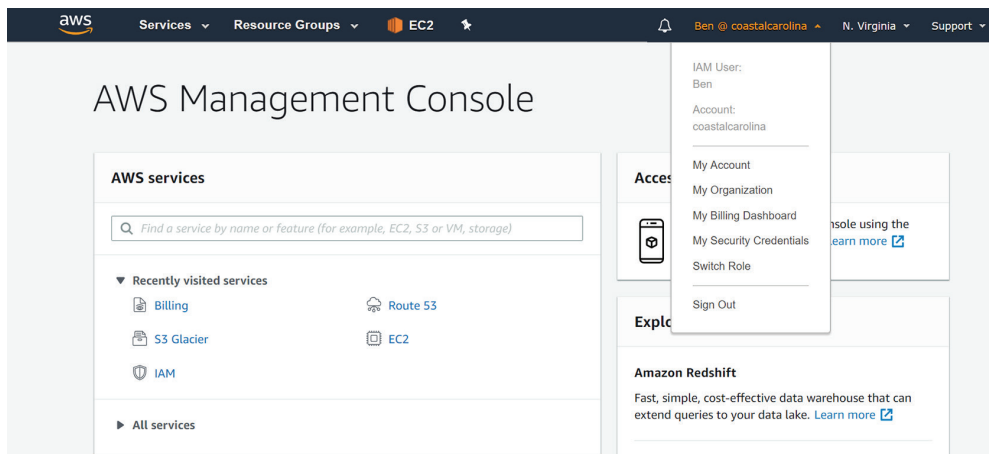 aws Services Resource Groups EC2 Ben @ coastalcarolina N. Virginia Support
IAM User:
Ben
Account:
coastalcarolina
My Account
My Organization
My Billing Dashboard
My Security Credentials
Switch Role
Sign Out
AWS Management Console
AWS services
Find a service by name or feature (for example, EC2, S3 or VM, storage)
Recently visited services
Billing Route 53
S3 Glacier EC2
IAM
All services
using the
Learn more
Amazon Redshift
Fast, simple, cost-effective data warehouse that can
extend queries to your data lake. Learn more